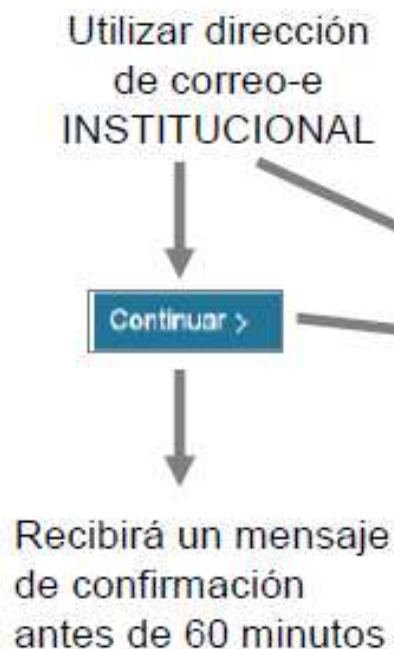 Utilizar dirección
de correo-e
INSTITUCIONAL
Continuar >
Recibirá un mensaje
de confirmación
antes de 60 minutos